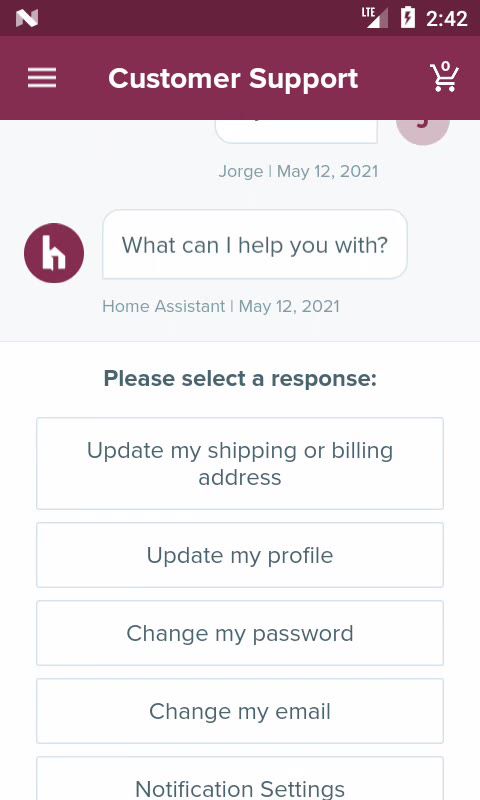 LTE 2:42
Customer Support
0
Jorge | May 12, 2021
h
What can I help you with?
Home Assistant | May 12, 2021
Please select a response:
Update my shipping or billing
address
Update my profile
Change my password
Change my email
Notification Settings